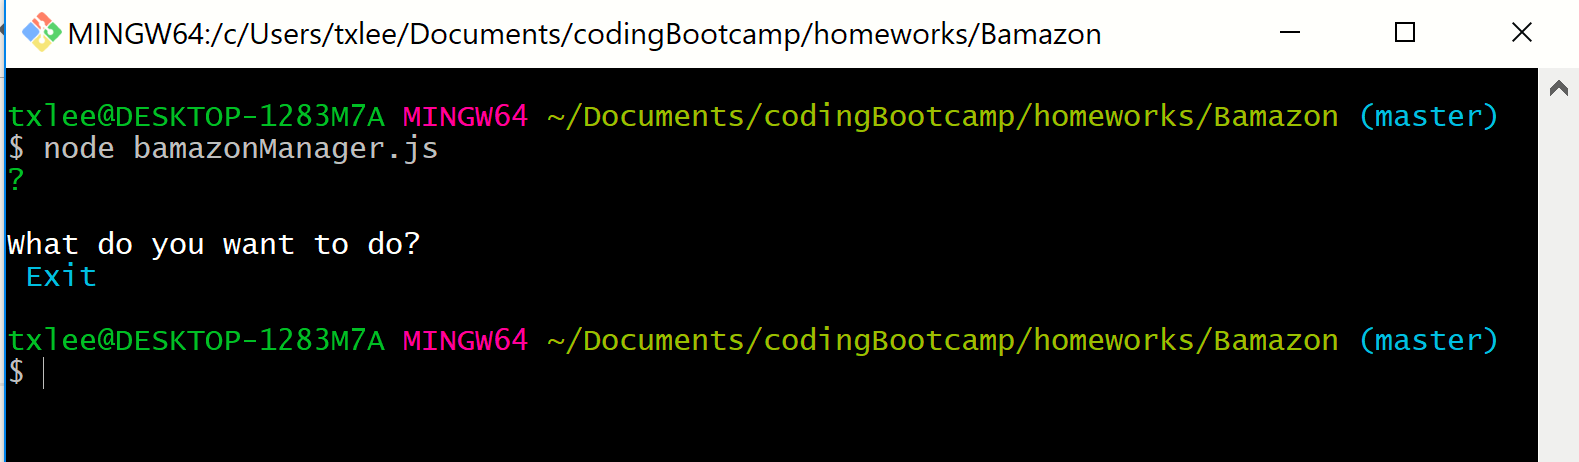 MINGW64:/c/Users/txlee/Documents/codingBootcamp/homeworks/Bamazon
txlee@DESKTOP-1283M7A MINGW64 ~/Documents/codingBootcamp/homeworks/Bamazon (master)
$ node bamazonManager.js
?
What do you want to do?
Exit
txlee@DESKTOP-1283M7A MINGW64 ~/Documents/codingBootcamp/homeworks/Bamazon (master)
$